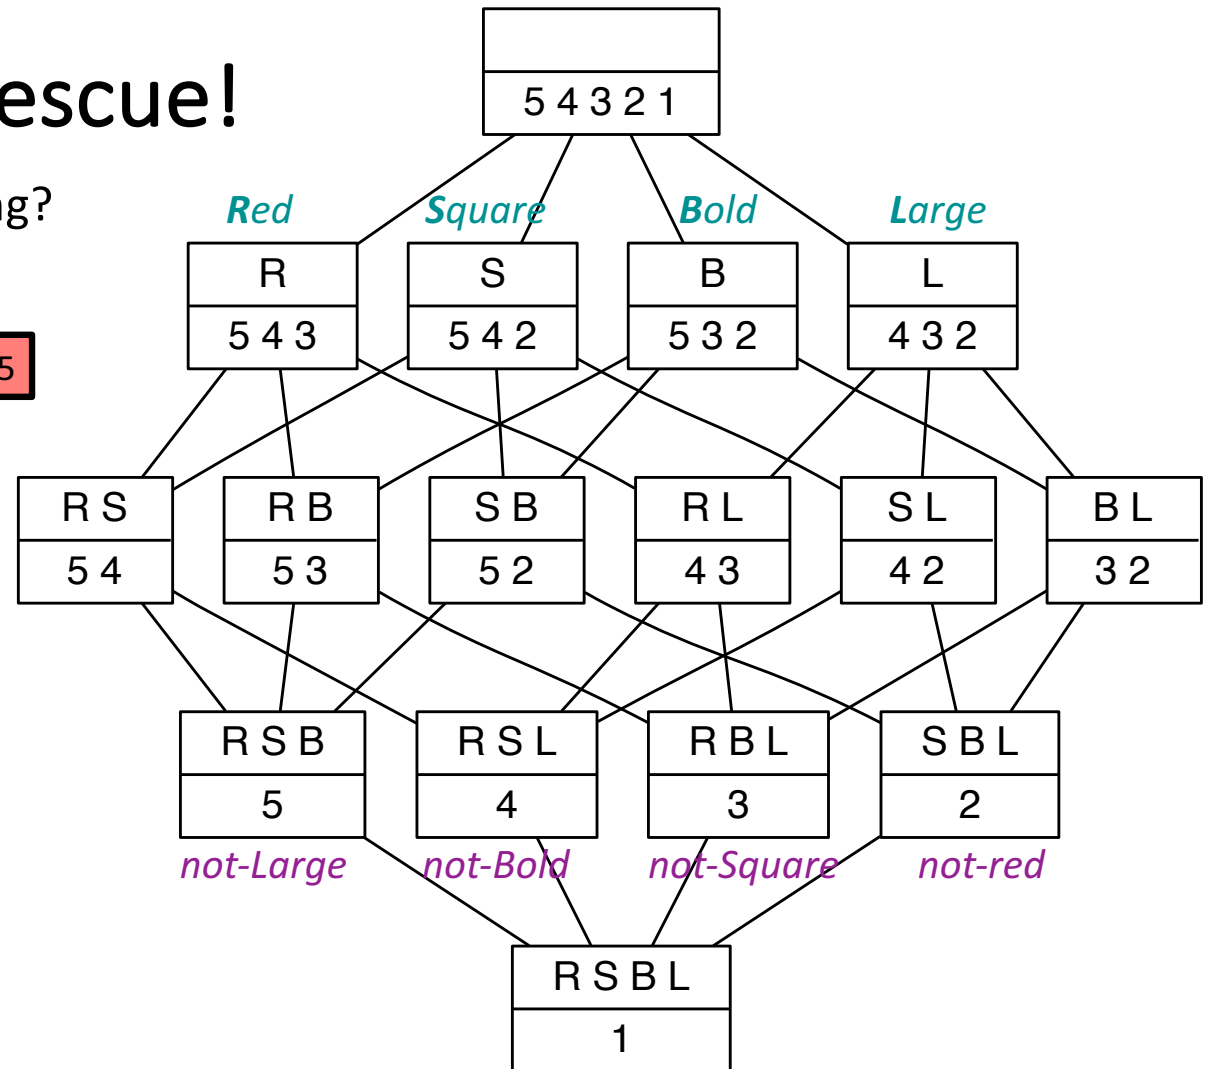 escue!
ng?
5 4 3 2 1
Red Square Bold Large
R S B L
5 4 3 5 4 2 5 3 2 4 3 2
5
R S R B S B R L S L B L
5 4 5 3 5 2 4 3 4 2 3 2
R S B R S L R B L S B L
5 4 3 2
not-Large not-Bold not-Square not-red
R S B L
1